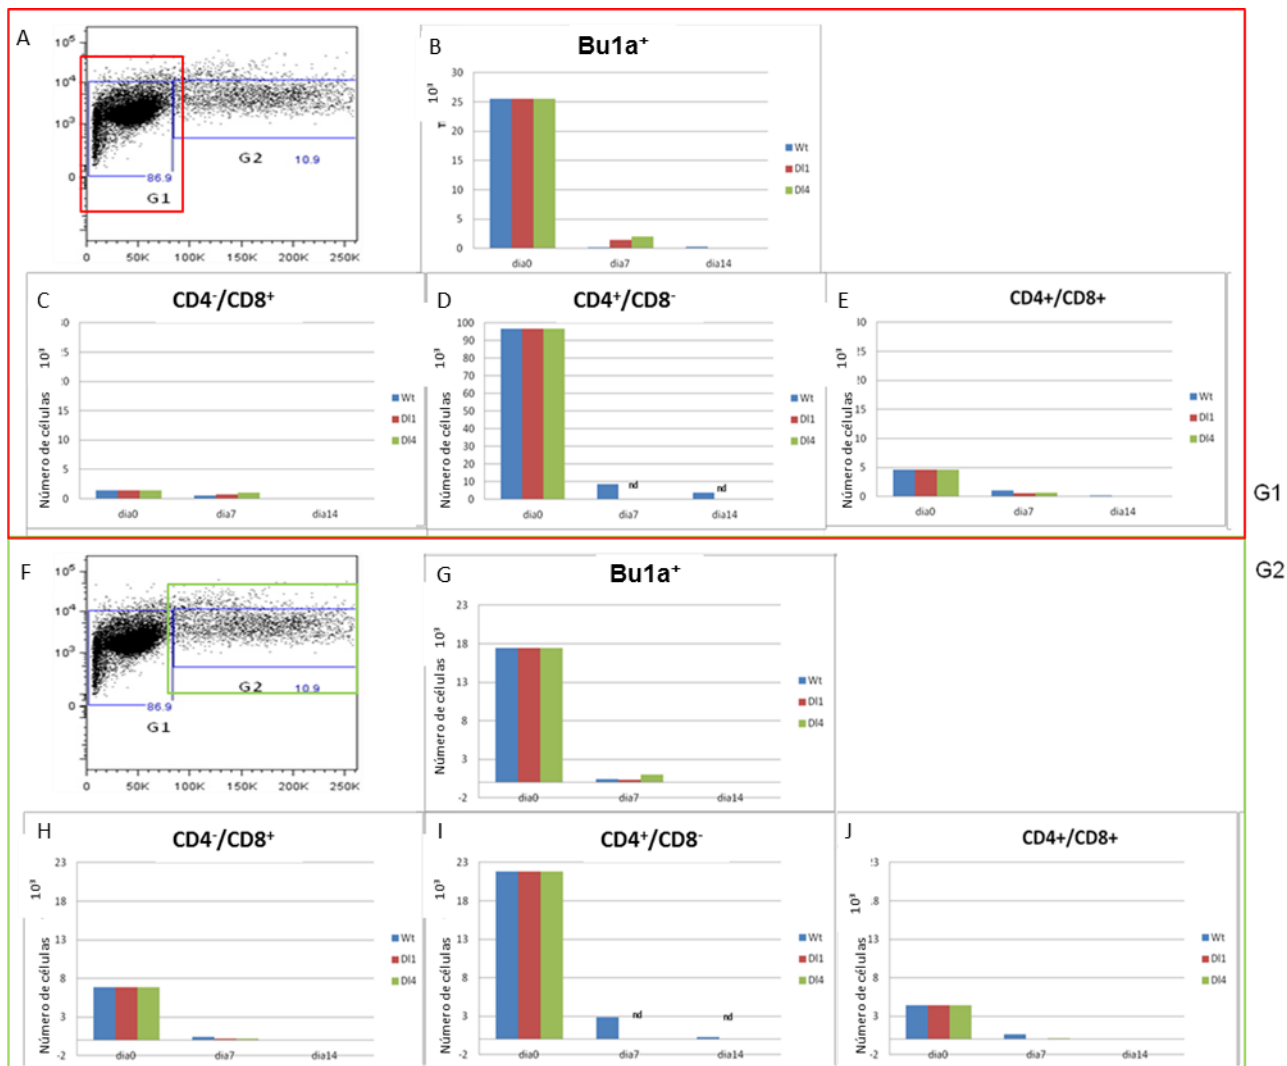 A
10⁵
10⁴
10³
0
86.9
G1
G2 10.9
0 50K 100K 150K 200K 250K
B
Bu1a⁺
10³
30
25
20
15
10
5
0
dia0 dia7 dia14
Wt
Dl1
Dl4
C
CD4⁻/CD8⁺
Número de células 10³
15
10
5
0
dia0 dia7 dia14
Wt
Dl1
Dl4
D
CD4⁺/CD8⁻
Número de células 10³
100
90
80
70
60
50
40
30
20
10
0
nd
nd
dia0 dia7 dia14
Wt
Dl1
Dl4
E
CD4+/CD8+
Número de células 10³
15
10
5
0
dia0 dia7 dia14
Wt
Dl1
Dl4
G1
F
10⁵
10⁴
10³
0
86.9
G1
G2 10.9
0 50K 100K 150K 200K 250K
G
Bu1a⁺
Número de células 10³
23
18
13
8
3
-2
dia0 dia7 dia14
Wt
Dl1
Dl4
G2
H
CD4⁻/CD8⁺
Número de células 10³
23
18
13
8
3
-2
dia0 dia7 dia14
Wt
Dl1
Dl4
I
CD4⁺/CD8⁻
Número de células 10³
23
18
13
8
3
-2
nd
nd
dia0 dia7 dia14
Wt
Dl1
Dl4
J
CD4+/CD8+
Número de células 10³
23
18
13
8
3
-2
dia0 dia7 dia14
Wt
Dl1
Dl4